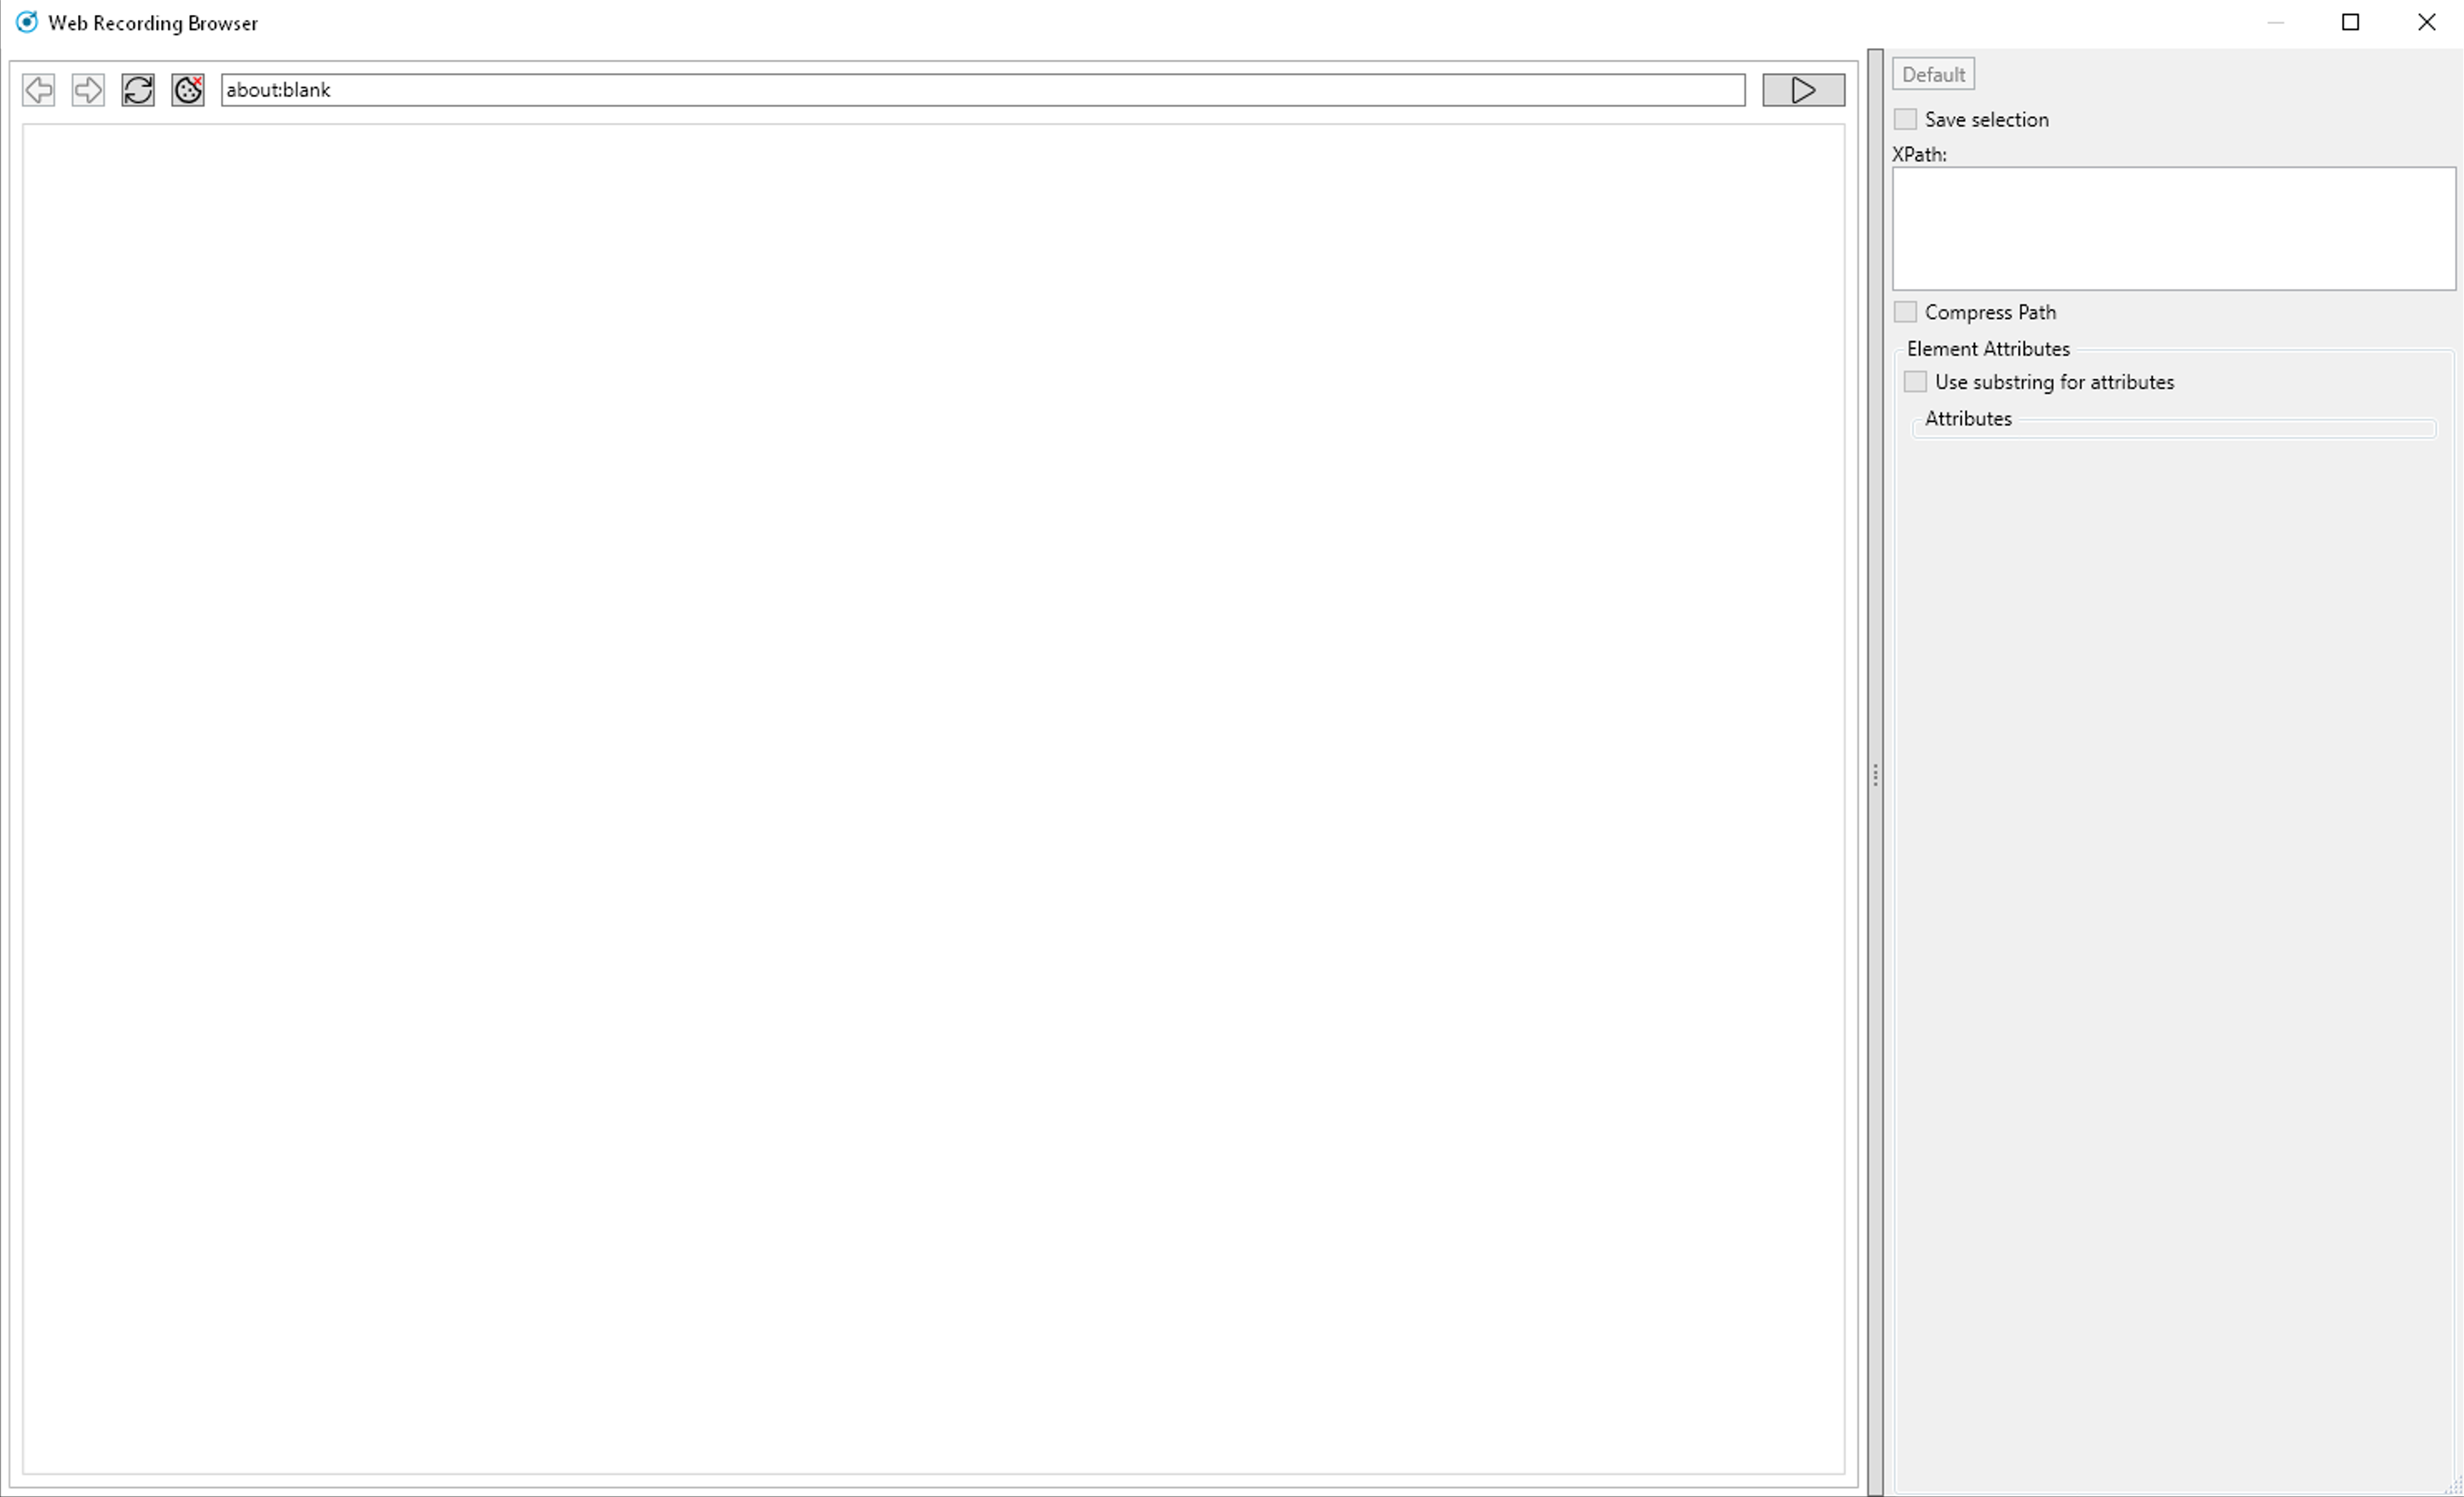 Web Recording Browser
about:blank
Default
Save selection
XPath:
Compress Path
Element Attributes
Use substring for attributes
Attributes